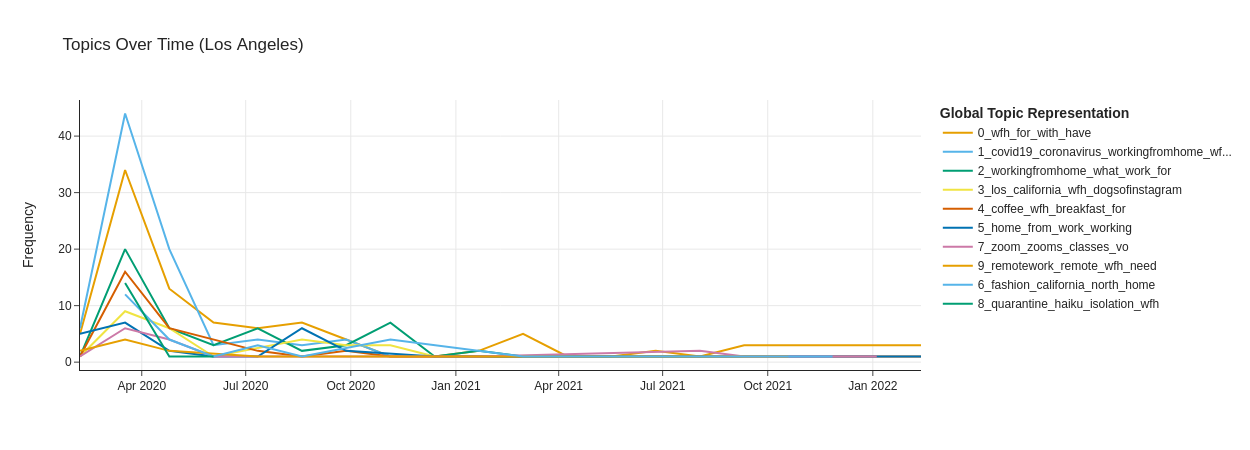 Topics Over Time (Los Angeles)
Frequency
40
30
20
10
0
Apr 2020
Jul 2020
Oct 2020
Jan 2021
Apr 2021
Jul 2021
Oct 2021
Jan 2022
Global Topic Representation
0_wfh_for_with_have
1_covid19_coronavirus_workingfromhome_wf...
2_workingfromhome_what_work_for
3_los_california_wfh_dogsofinstagram
4_coffee_wfh_breakfast_for
5_home_from_work_working
7_zoom_zooms_classes_vo
9_remotework_remote_wfh_need
6_fashion_california_north_home
8_quarantine_haiku_isolation_wfh